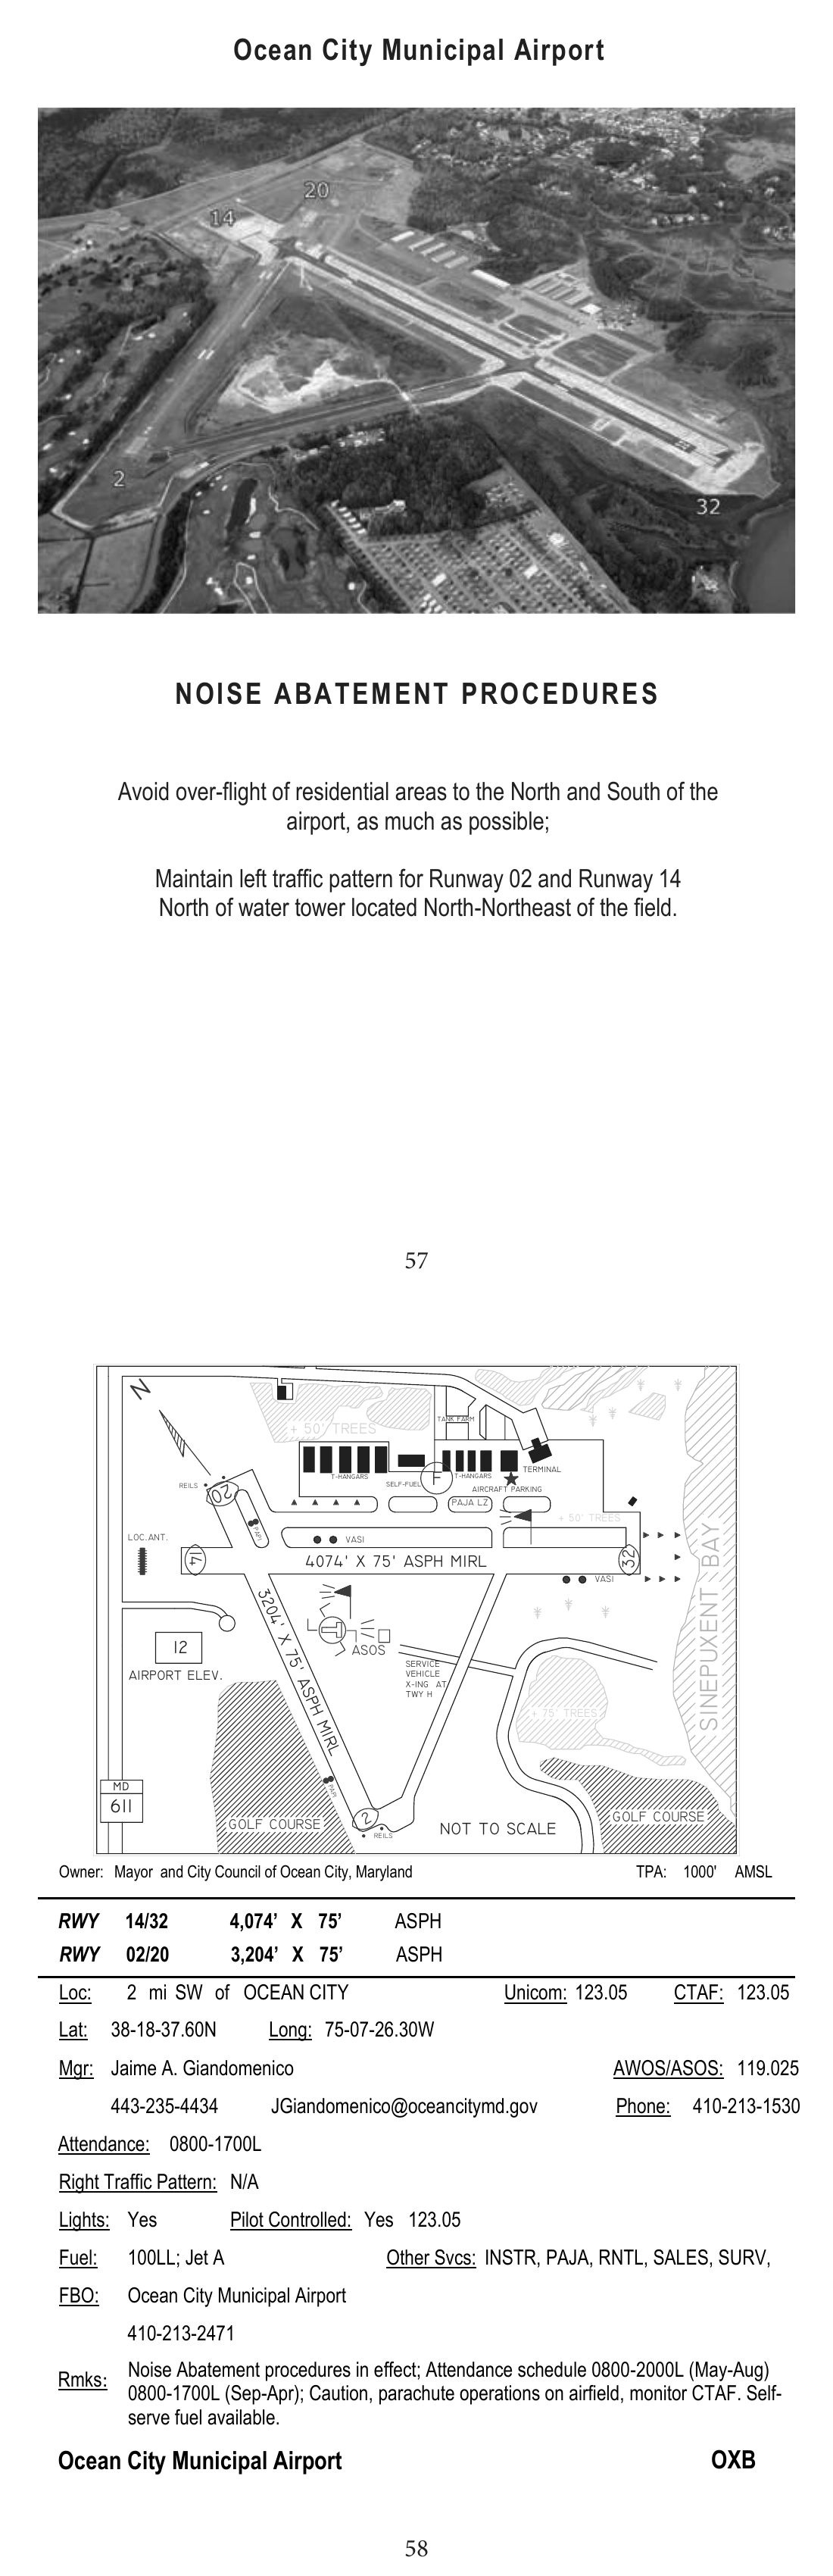 Ocean City Municipal Airport
20
14
2
32
NOISE ABATEMENT PROCEDURES
Avoid over-flight of residential areas to the North and South of the
airport, as much as possible;
Maintain left traffic pattern for Runway 02 and Runway 14
North of water tower located North-Northeast of the field.
57
N
+ 50' TREES
TANK FARM
T-HANGARS
SELF-FUEL
F
T-HANGARS
TERMINAL
AIRCRAFT PARKING
REILS
20
PAJA LZ
+ 50' TREES
PAPI
LOC.ANT.
VASI
14
4074' X 75' ASPH MIRL
32
VASI
SINEPUXENT BAY
3204' X 75' ASPH MIRL
ASOS
12
AIRPORT ELEV.
SERVICE
VEHICLE
X-ING AT
TWY H
+ 75' TREES
MD
611
PAPI
GOLF COURSE
2
REILS
NOT TO SCALE
GOLF COURSE
Owner: Mayor and City Council of Ocean City, Maryland TPA: 1000' AMSL
RWY 14/32 4,074’ X 75’ ASPH
RWY 02/20 3,204’ X 75’ ASPH
Loc: 2 mi SW of OCEAN CITY Unicom: 123.05 CTAF: 123.05
Lat: 38-18-37.60N Long: 75-07-26.30W
Mgr: Jaime A. Giandomenico AWOS/ASOS: 119.025
443-235-4434 JGiandomenico@oceancitymd.gov Phone: 410-213-1530
Attendance: 0800-1700L
Right Traffic Pattern: N/A
Lights: Yes Pilot Controlled: Yes 123.05
Fuel: 100LL; Jet A Other Svcs: INSTR, PAJA, RNTL, SALES, SURV,
FBO: Ocean City Municipal Airport
410-213-2471
Rmks: Noise Abatement procedures in effect; Attendance schedule 0800-2000L (May-Aug)
0800-1700L (Sep-Apr); Caution, parachute operations on airfield, monitor CTAF. Self-
serve fuel available.
Ocean City Municipal Airport OXB
58